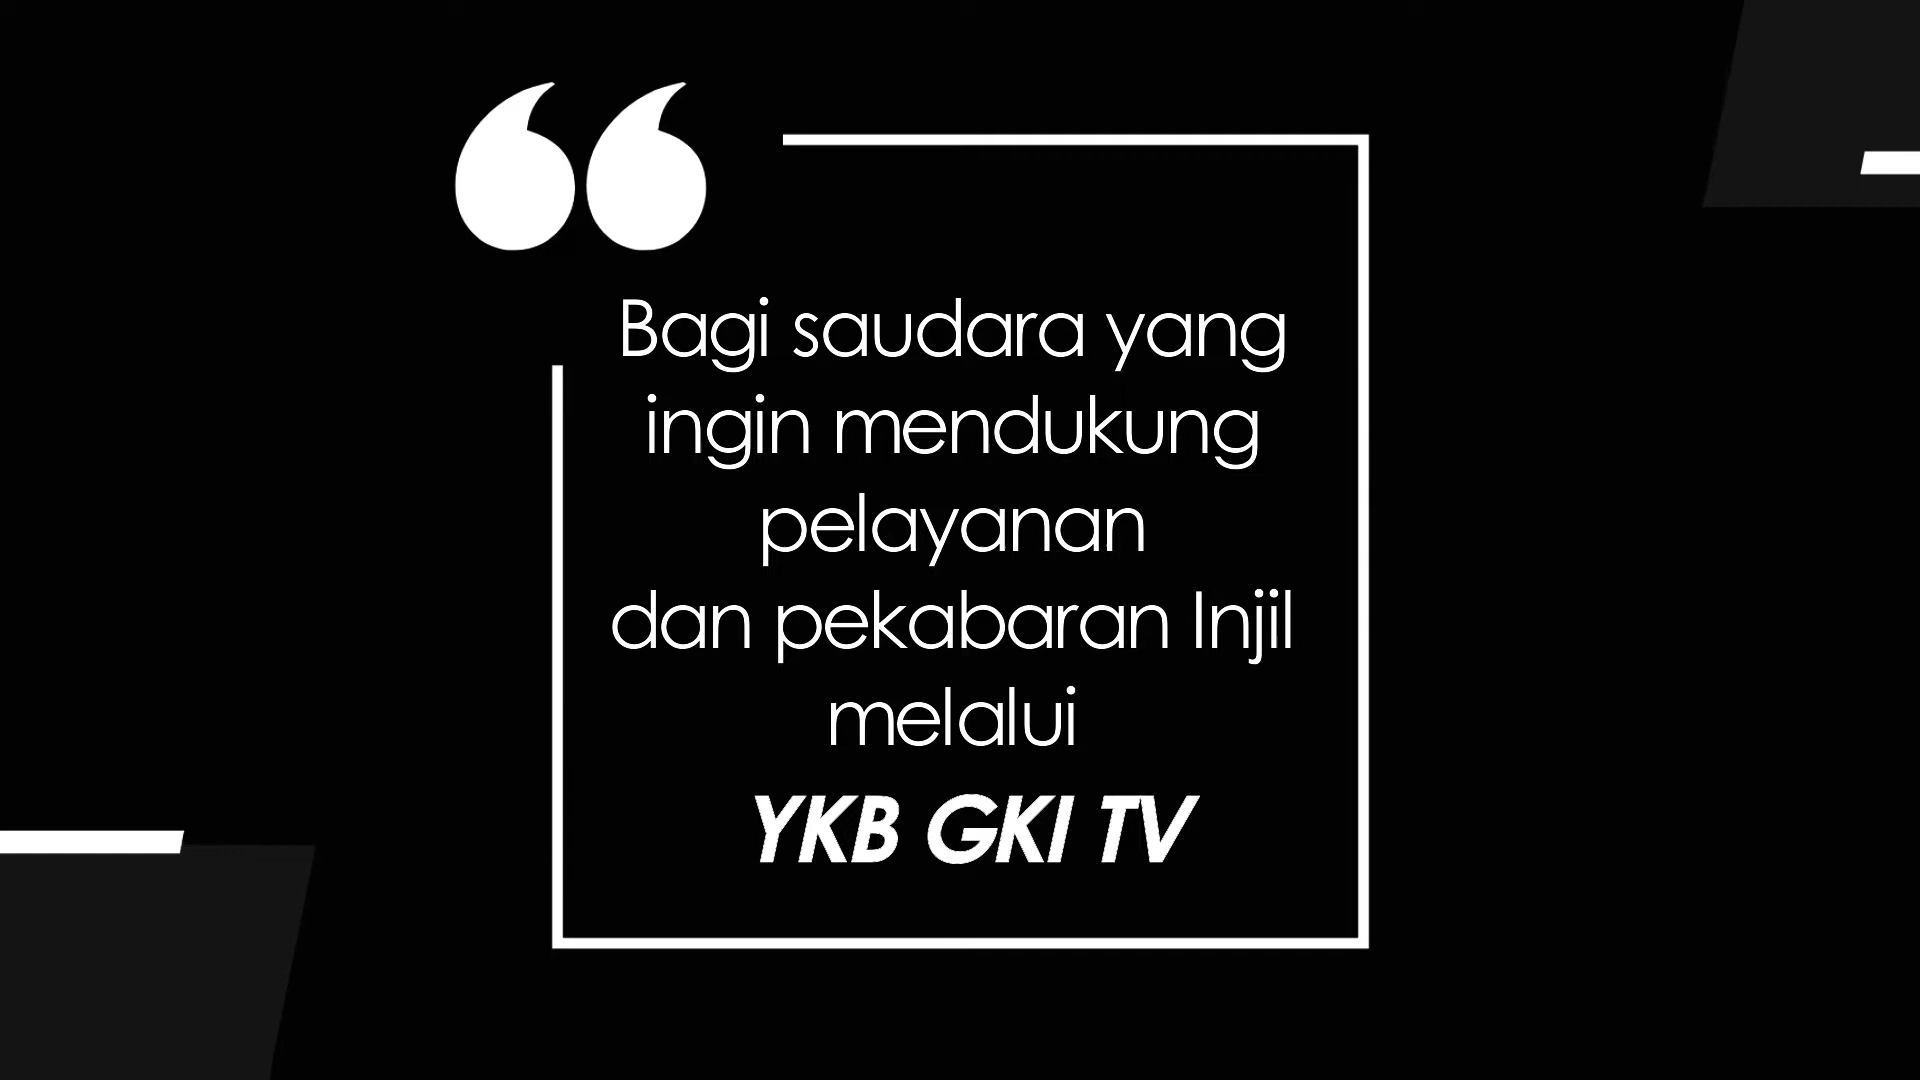 Bagi saudara yang
ingin mendukung
pelayanan
dan pekabaran Injil
melalui
YKB GKI TV